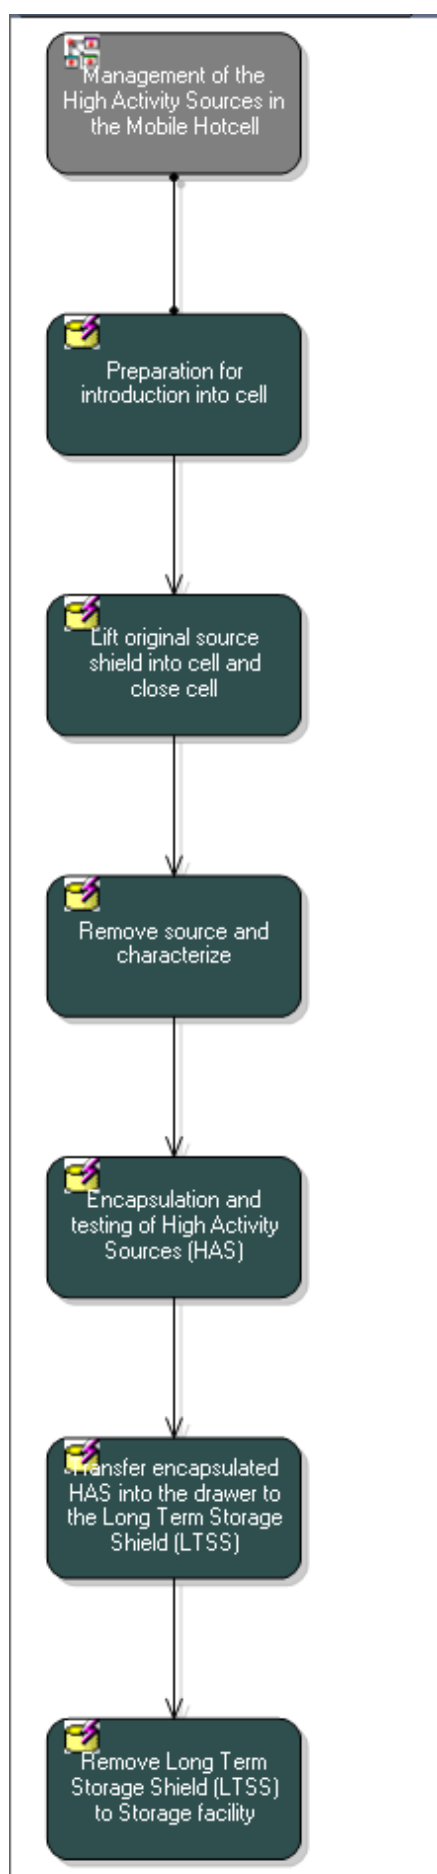 Management of the
High Activity Sources in
the Mobile Hotcell
Preparation for
introduction into cell
Lift original source
shield into cell and
close cell
Remove source and
characterize
Encapsulation and
testing of High Activity
Sources (HAS)
Transfer encapsulated
HAS into the drawer to
the Long Term Storage
Shield (LTSS)
Remove Long Term
Storage Shield (LTSS)
to Storage facility